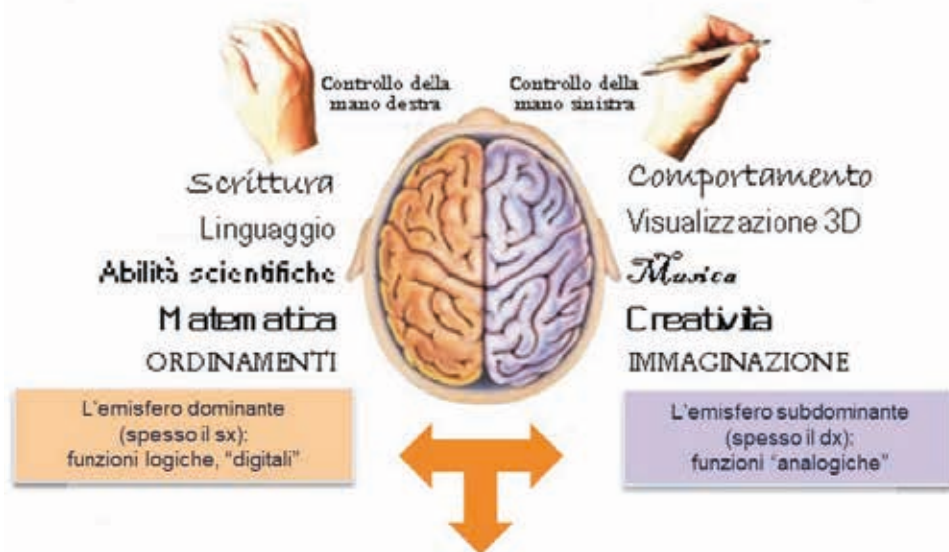 Controllo della
mano destra
Controllo della
mano sinistra
Scrittura
Linguaggio
Abilità scientifiche
Matematica
ORDINAMENTI
Comportamento
Visualizzazione 3D
Musica
Creatività
IMMAGINAZIONE
L'emisfero dominante
(spesso il sx):
funzioni logiche, "digitali"
L'emisfero subdominante
(spesso il dx):
funzioni "analogiche"